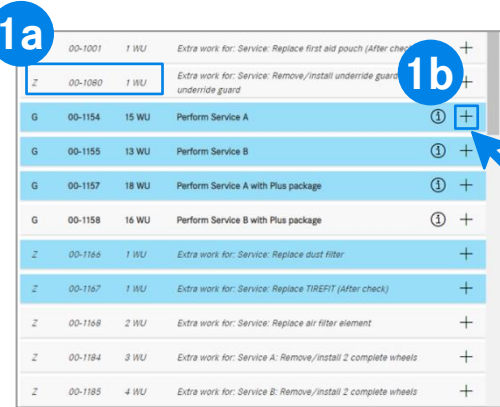 1a
00-1001 1 WU Extra work for: Service: Replace first aid pouch (After
1b
Z 00-1080 1 WU Extra work for: Service: Remove/install underride guard
underride guard
G 00-1154 15 WU Perform Service A
G 00-1155 13 WU Perform Service B
G 00-1157 18 WU Perform Service A with Plus package
G 00-1158 16 WU Perform Service B with Plus package
Z 00-1166 1 WU Extra work for: Service: Replace dust filter
Z 00-1167 1 WU Extra work for: Service: Replace TIREFIT (After check)
Z 00-1168 2 WU Extra work for: Service: Replace air filter element
Z 00-1184 3 WU Extra work for: Service A: Remove/install 2 complete wheels
Z 00-1185 4 WU Extra work for: Service B: Remove/install 2 complete wheels